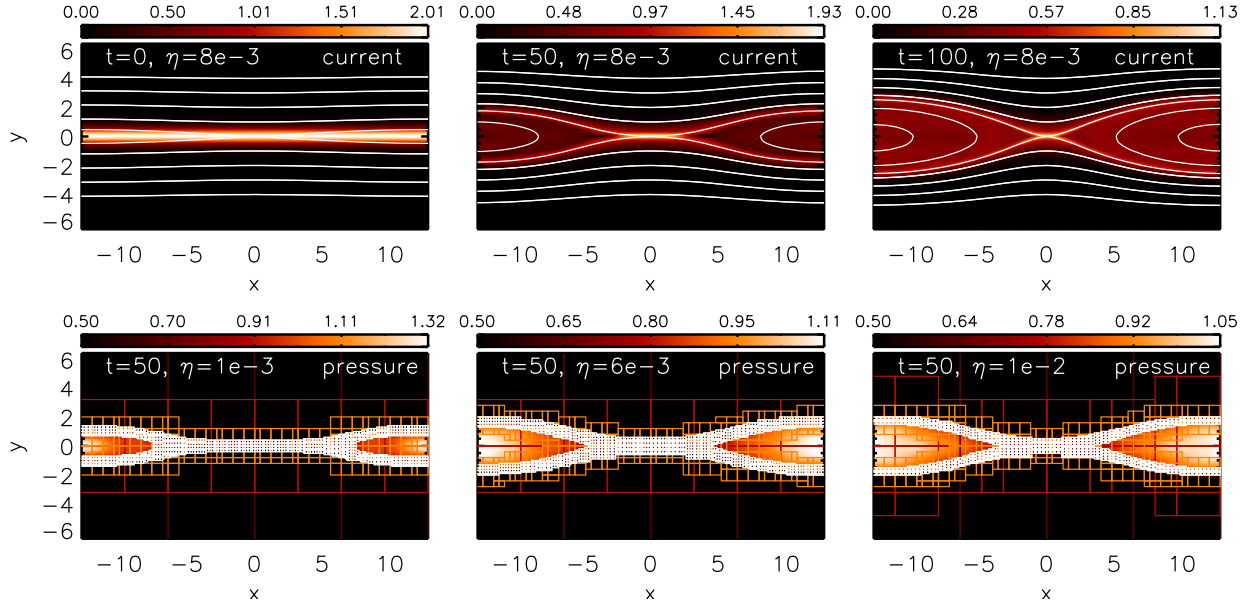 0.00 0.50 1.01 1.51 2.01
0.00 0.48 0.97 1.45 1.93
0.00 0.28 0.57 0.85 1.13
t=0, η=8e−3 current
t=50, η=8e−3 current
t=100, η=8e−3 current
6
4
2
0
−2
−4
−6
y
−10 −5 0 5 10
−10 −5 0 5 10
−10 −5 0 5 10
x
x
x
0.50 0.70 0.91 1.11 1.32
0.50 0.65 0.80 0.95 1.11
0.50 0.64 0.78 0.92 1.05
t=50, η=1e−3 pressure
t=50, η=6e−3 pressure
t=50, η=1e−2 pressure
6
4
2
0
−2
−4
−6
y
−10 −5 0 5 10
−10 −5 0 5 10
−10 −5 0 5 10
x
x
x